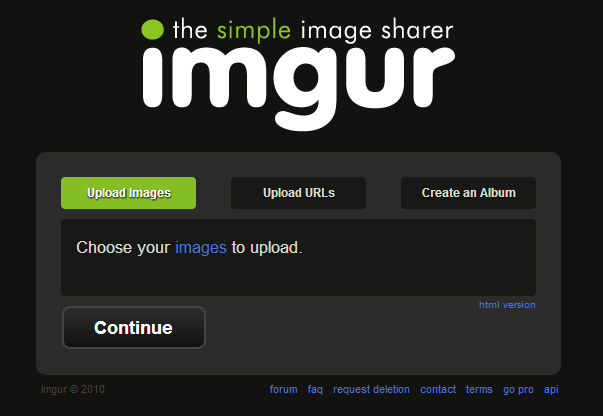 the simple image sharer
imgur
Upload Images Upload URLs Create an Album
Choose your images to upload.
html version
Continue
Imgur © 2010 forum faq request deletion contact terms go pro api